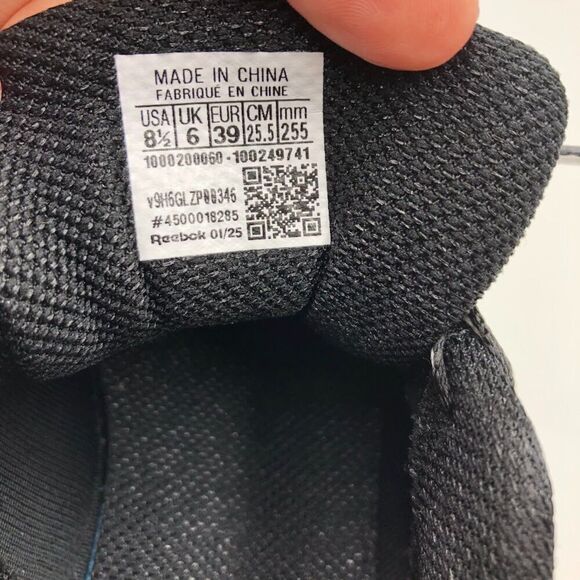 MADE IN CHINA
FABRIQUÉ EN CHINE
USA UK EUR CM mm
8½ 6 39 25.5 255
1000200060-100249741
#4500018285
Reebok 01/25